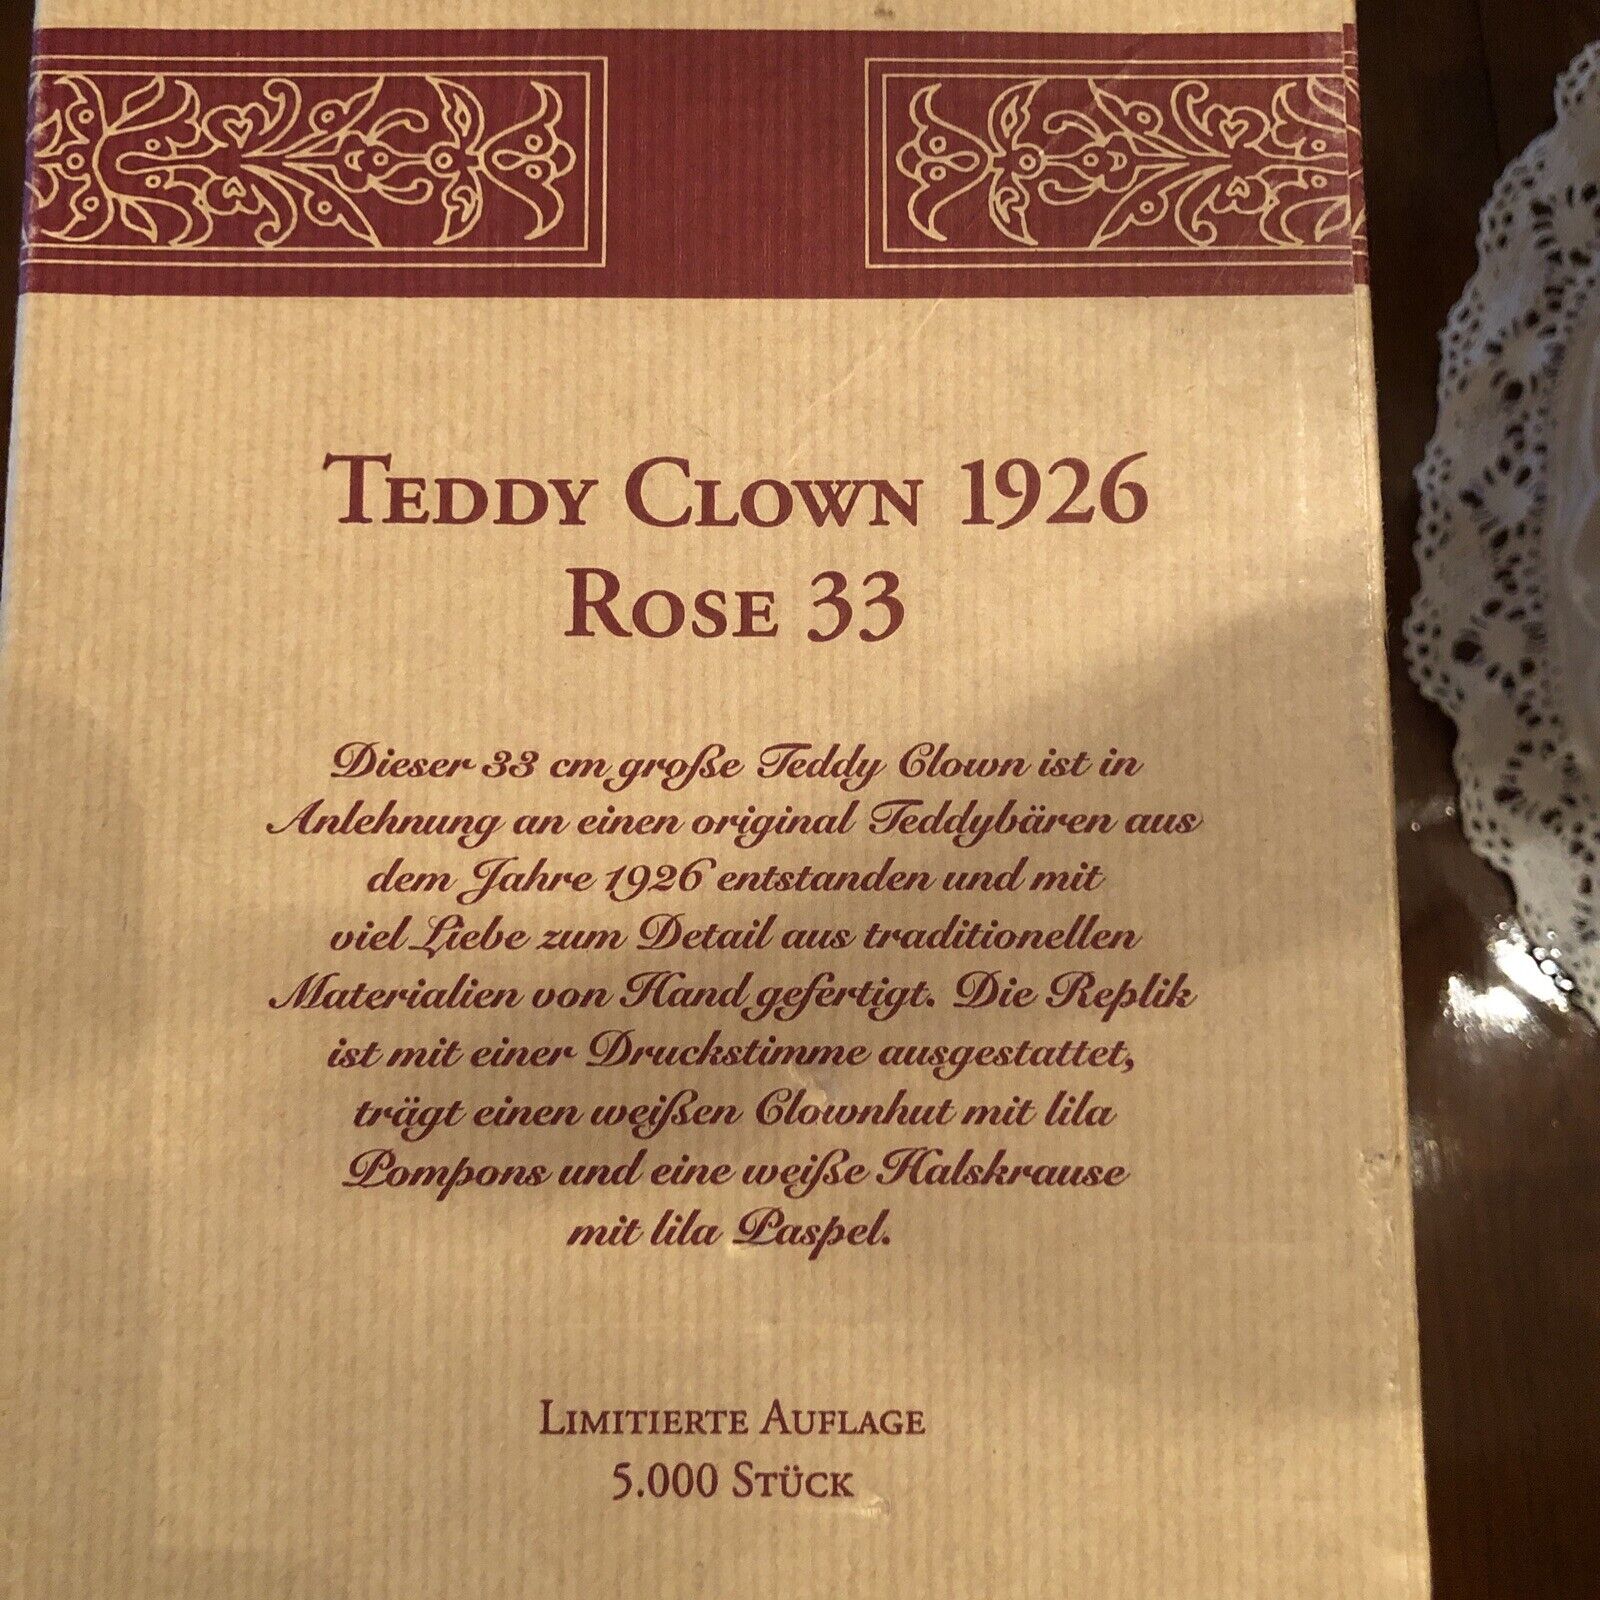 Teddy Clown 1926
Rose 33
Dieser 33 cm große Teddy Clown ist in
Anlehnung an einen original Teddybären aus
dem Jahre 1926 entstanden und mit
viel Liebe zum Detail aus traditionellen
Materialien von Hand gefertigt. Die Replik
ist mit einer Druckstimme ausgestattet,
trägt einen weißen Clownhut mit lila
Pompons und eine weiße Halskrause
mit lila Paspel.
Limitierte Auflage
5.000 Stück